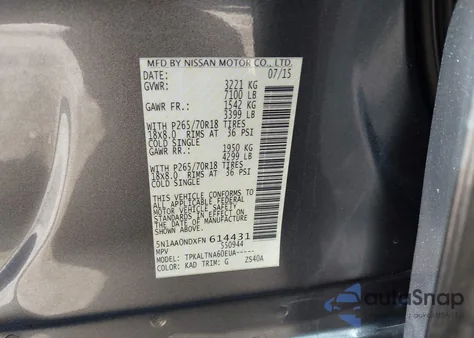 MFD BY NISSAN MOTOR CO., LTD.
DATE: 07/15
GVWR: 3221 KG
7100 LB
GAWR FR.: 1542 KG
3399 LB
WITH P265/70R18 TIRES
18X8.0 RIMS AT 36 PSI
COLD SINGLE
GAWR RR.: 1950 KG
4299 LB
WITH P265/70R18 TIRES
18X8.0 RIMS AT 36 PSI
COLD SINGLE
THIS VEHICLE CONFORMS TO
ALL APPLICABLE FEDERAL
MOTOR VEHICLE SAFETY
STANDARDS IN EFFECT ON
THE DATE OF MANUFACTURE
SHOWN ABOVE.
5N1AA0NDXFN614431
MPV 550944
MODEL: TPKALTNA60EUA-----
COLOR: KAD TRIM: G ZS40A
autoSnap